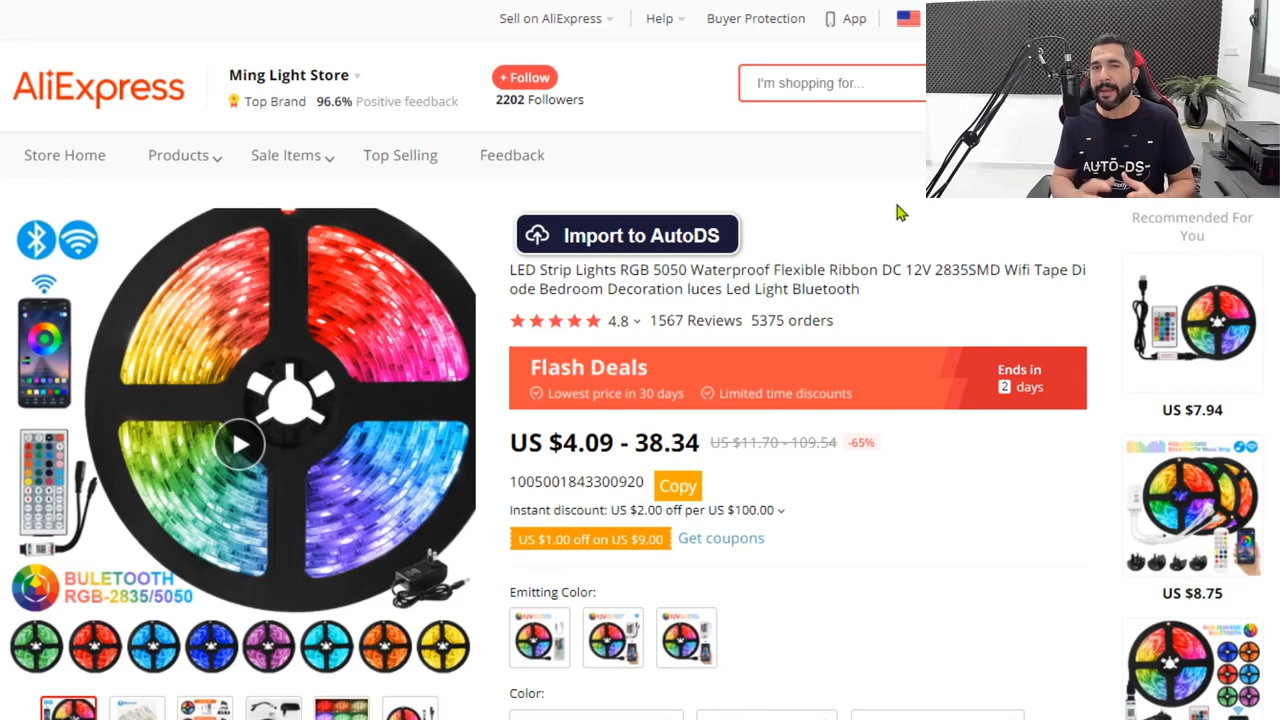 Sell on AliExpress
Help
Buyer Protection
App
AliExpress
Ming Light Store
Top Brand 96.6% Positive feedback
+ Follow
2202 Followers
I'm shopping for...
Store Home
Products
Sale Items
Top Selling
Feedback
AUTO-DS
Import to AutoDS
LED Strip Lights RGB 5050 Waterproof Flexible Ribbon DC 12V 2835SMD Wifi Tape Di
ode Bedroom Decoration luces Led Light Bluetooth
4.8 1567 Reviews 5375 orders
Flash Deals
Lowest price in 30 days
Limited time discounts
Ends in
2 days
US $4.09 - 38.34 US $11.70 - 109.54 -65%
1005001843300920 Copy
Instant discount: US $2.00 off per US $100.00
US $1.00 off on US $9.00 Get coupons
Emitting Color:
Color:
BULETOOTH
RGB-2835/5050
Recommended For
You
US $7.94
US $8.75